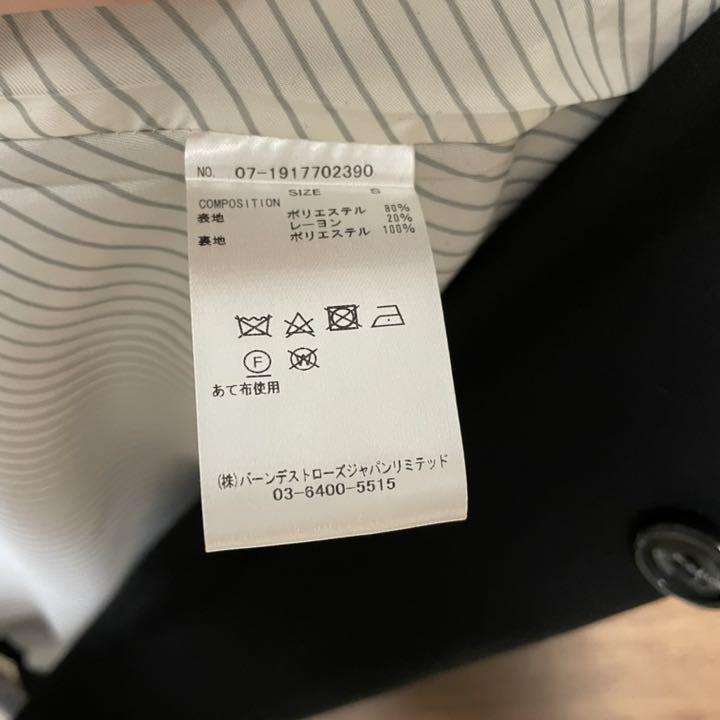 NO. 07-1917702390
SIZE S
COMPOSITION
表地 ポリエステル 80%
レーヨン 20%
裏地 ポリエステル 100%
F W
あて布使用
(株)バーンデストローズジャパンリミテッド
03-6400-5515